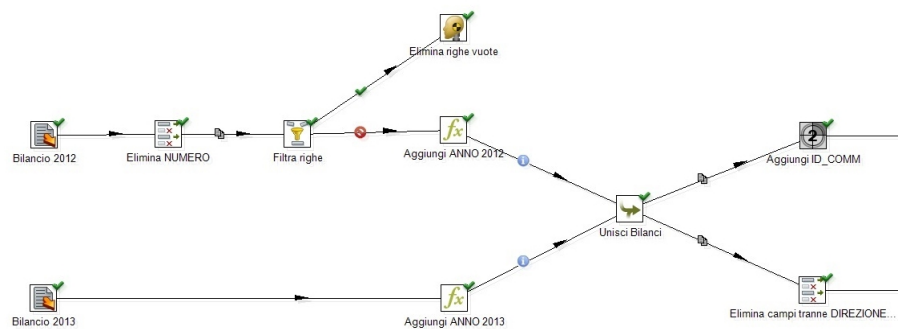 Elimina righe vuote
Bilancio 2012
Elimina NUMERO
Filtra righe
Aggiungi ANNO 2012
2
Aggiungi ID_COMM
Unisci Bilanci
Bilancio 2013
Aggiungi ANNO 2013
Elimina campi tranne DIREZIONE...